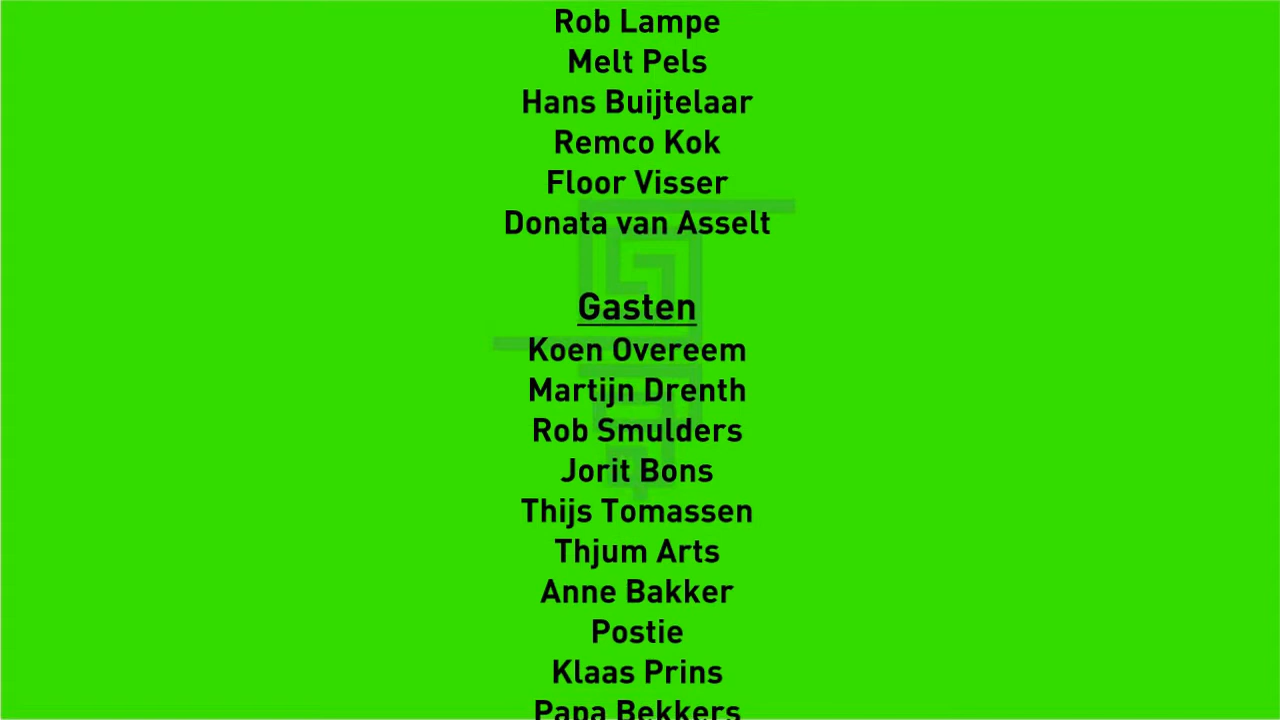 Rob Lampe
Melt Pels
Hans Buijtelaar
Remco Kok
Floor Visser
Donata van Asselt
Gasten
Koen Overeem
Martijn Drenth
Rob Smulders
Jorit Bons
Thijs Tomassen
Thjum Arts
Anne Bakker
Postie
Klaas Prins
Papa Bekkers